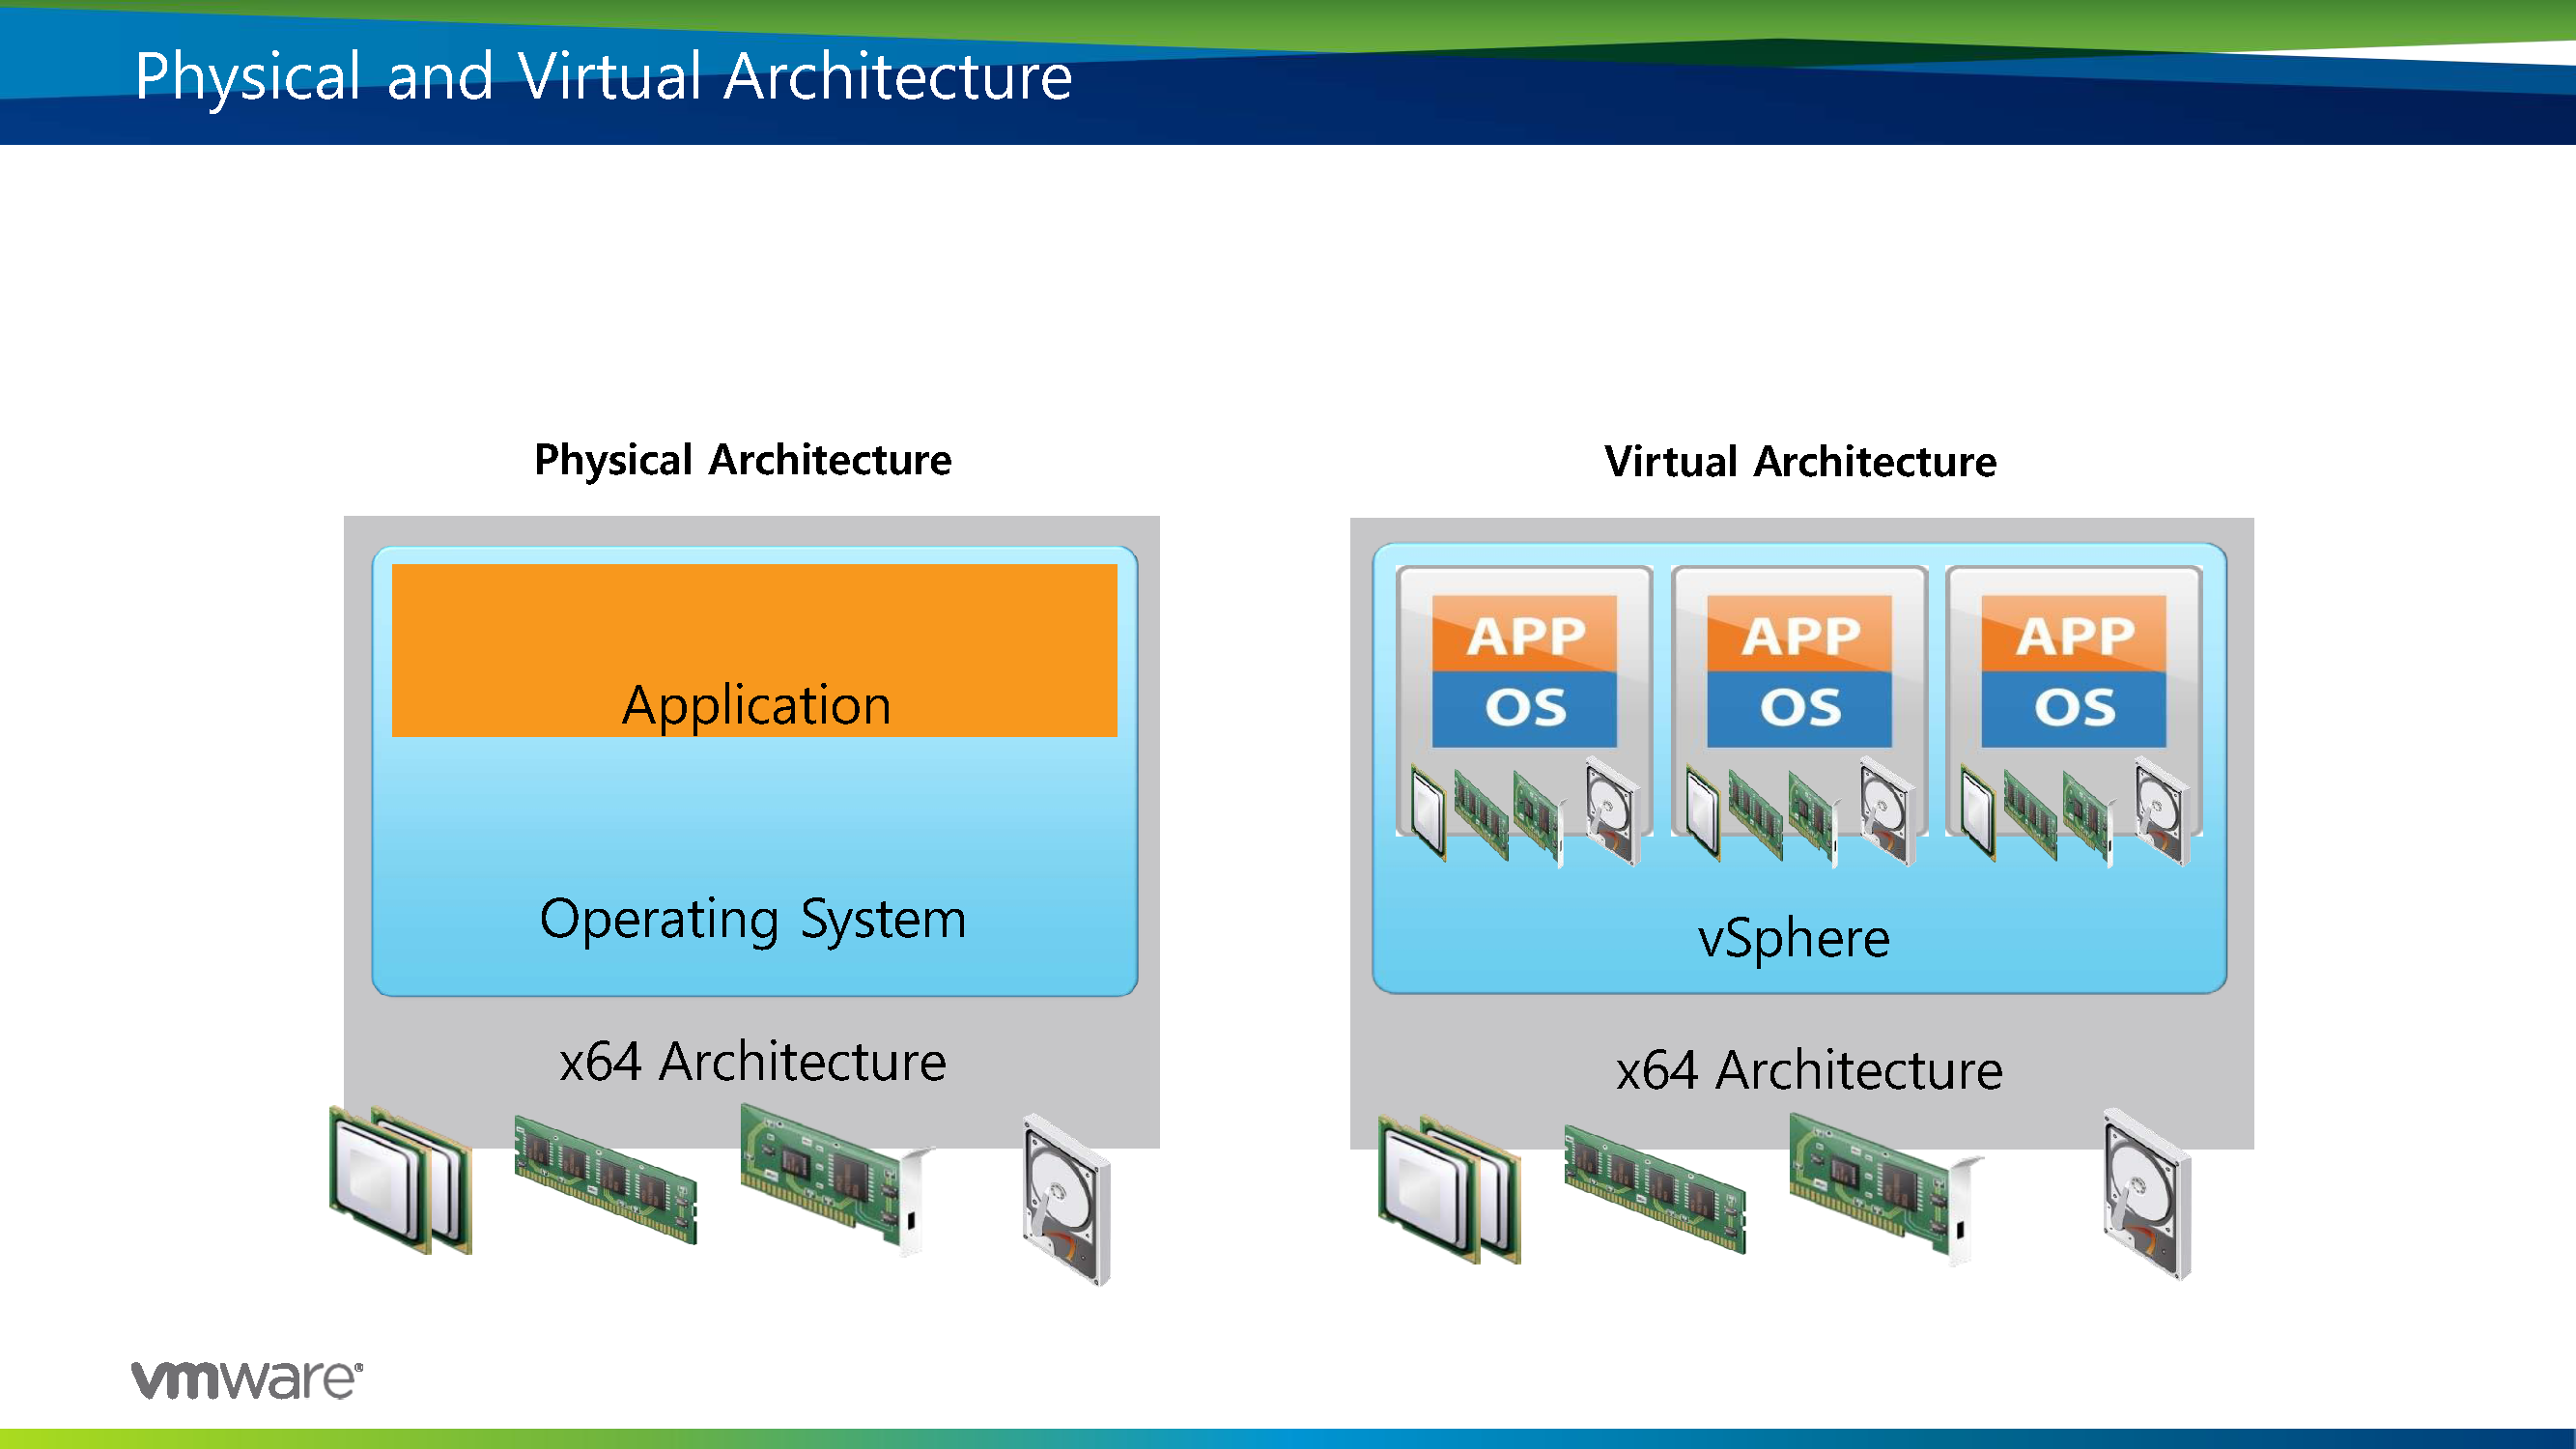 Physical and Virtual Architecture
Physical Architecture
Application
Operating System
x64 Architecture
Virtual Architecture
APP APP APP
OS OS OS
vSphere
x64 Architecture
vmware®